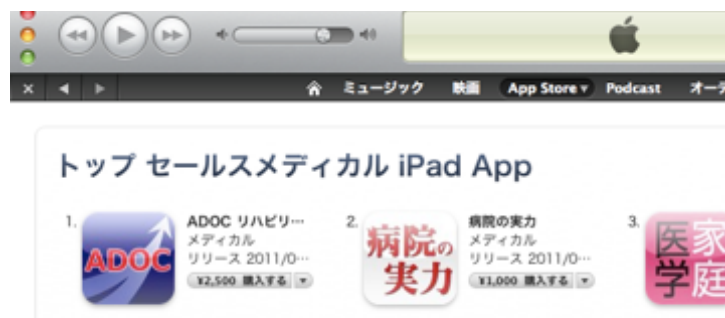 ミュージック 映画 App Store Podcast オーデ
トップ セールスメディカル iPad App
1.
ADOC
ADOC リハビリ…
メディカル
リリース 2011/0…
¥2,500 購入する
2.
病院の
実力
病院の実力
メディカル
リリース 2011/0…
¥1,000 購入する
3.
医家
学庭